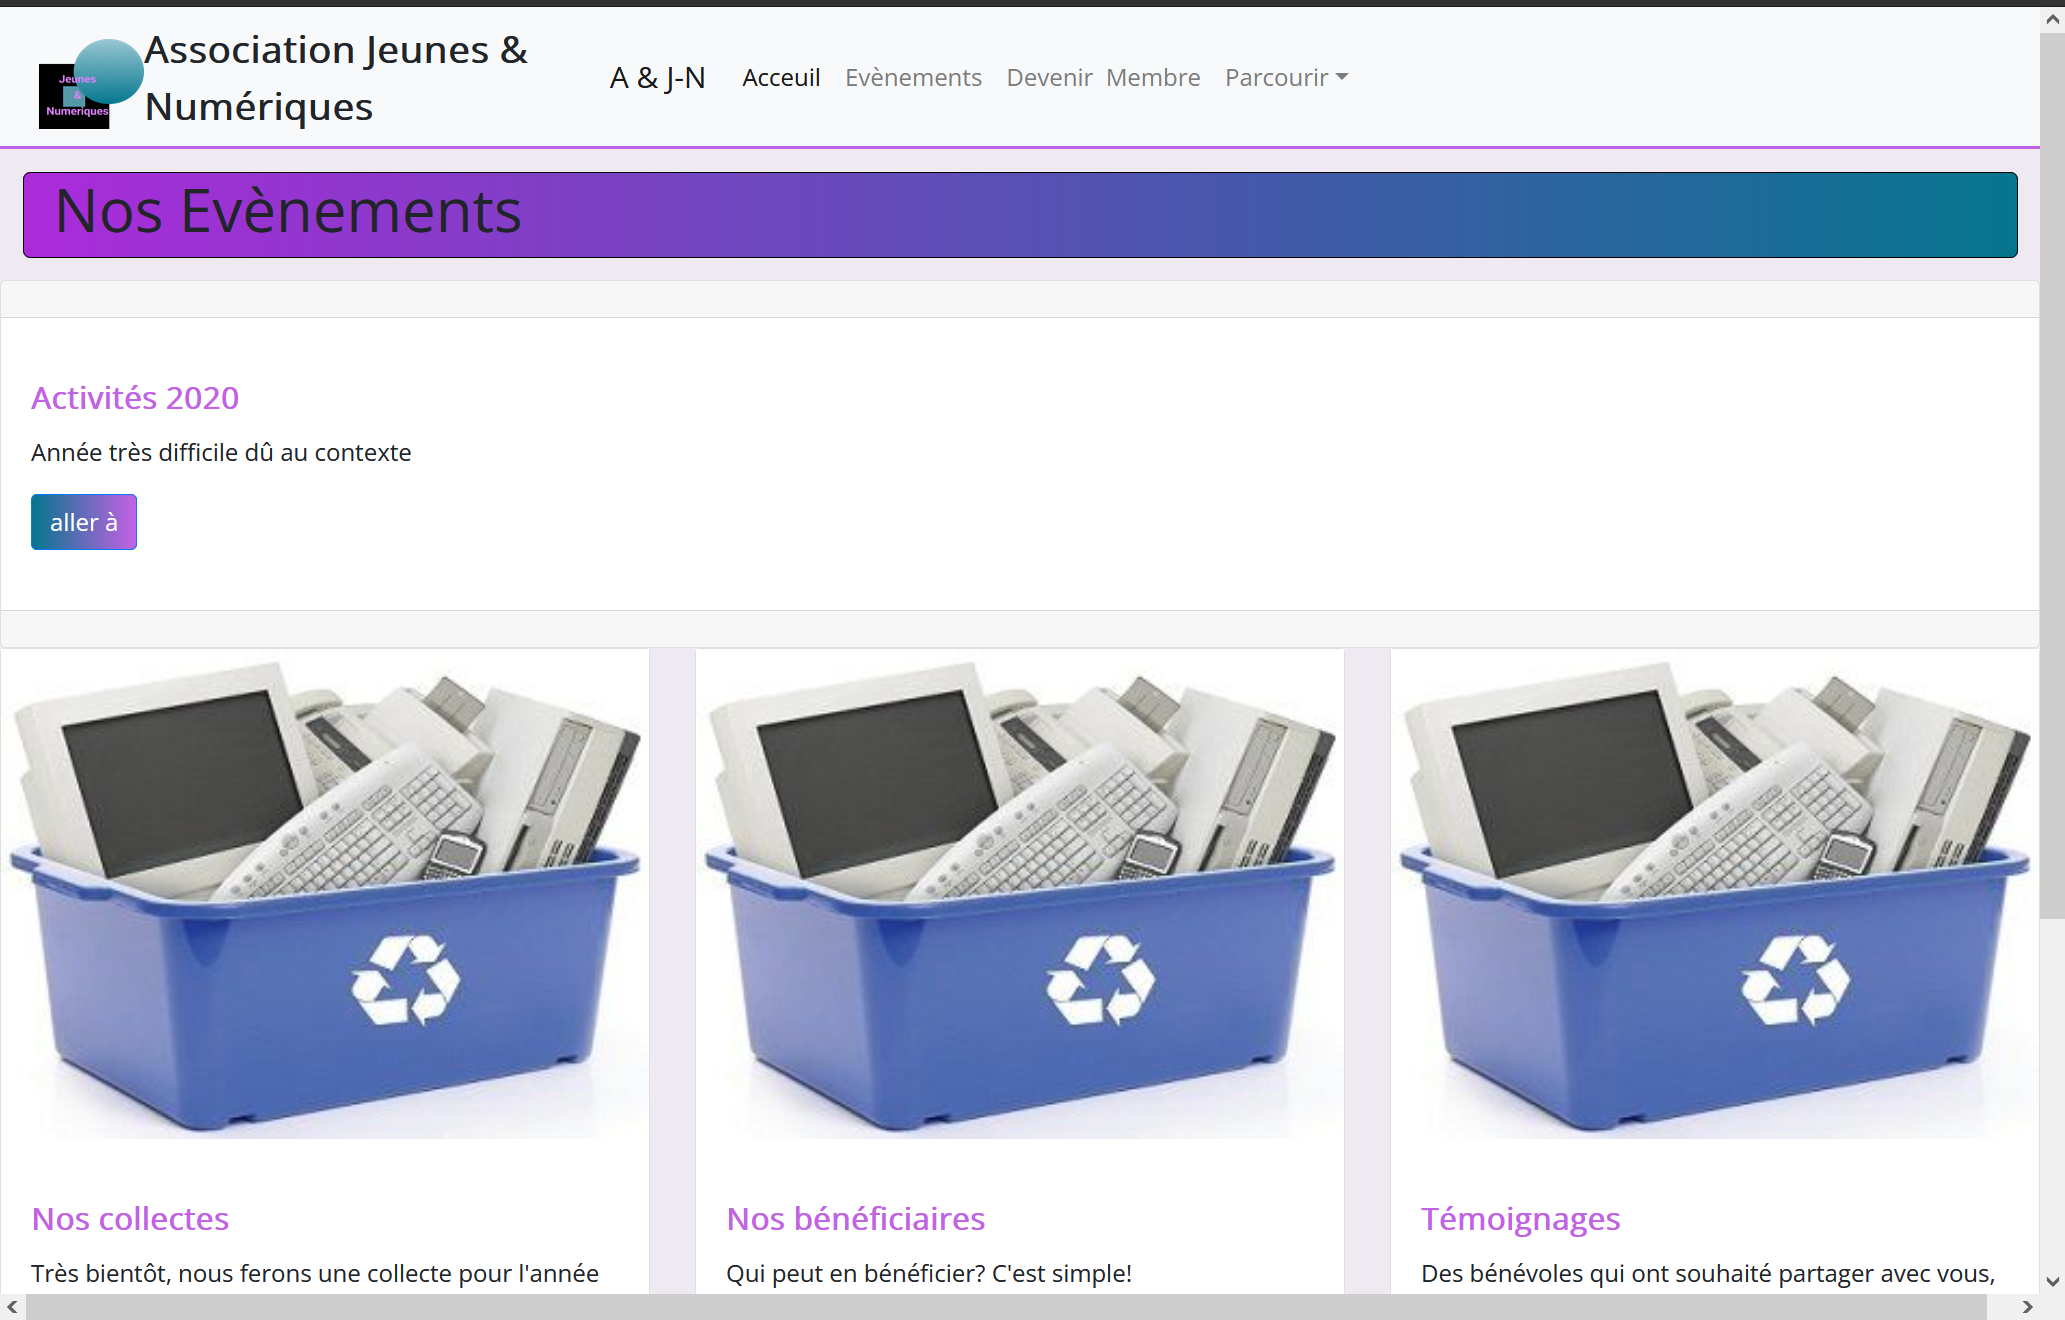 Jeunes
&
Numeriques
Association Jeunes &
Numériques
A & J-N Acceuil Evènements Devenir Membre Parcourir
Nos Evènements
Activités 2020
Année très difficile dû au contexte
aller à
Nos collectes
Très bientôt, nous ferons une collecte pour l'année
Nos bénéficiaires
Qui peut en bénéficier? C'est simple!
Témoignages
Des bénévoles qui ont souhaité partager avec vous,